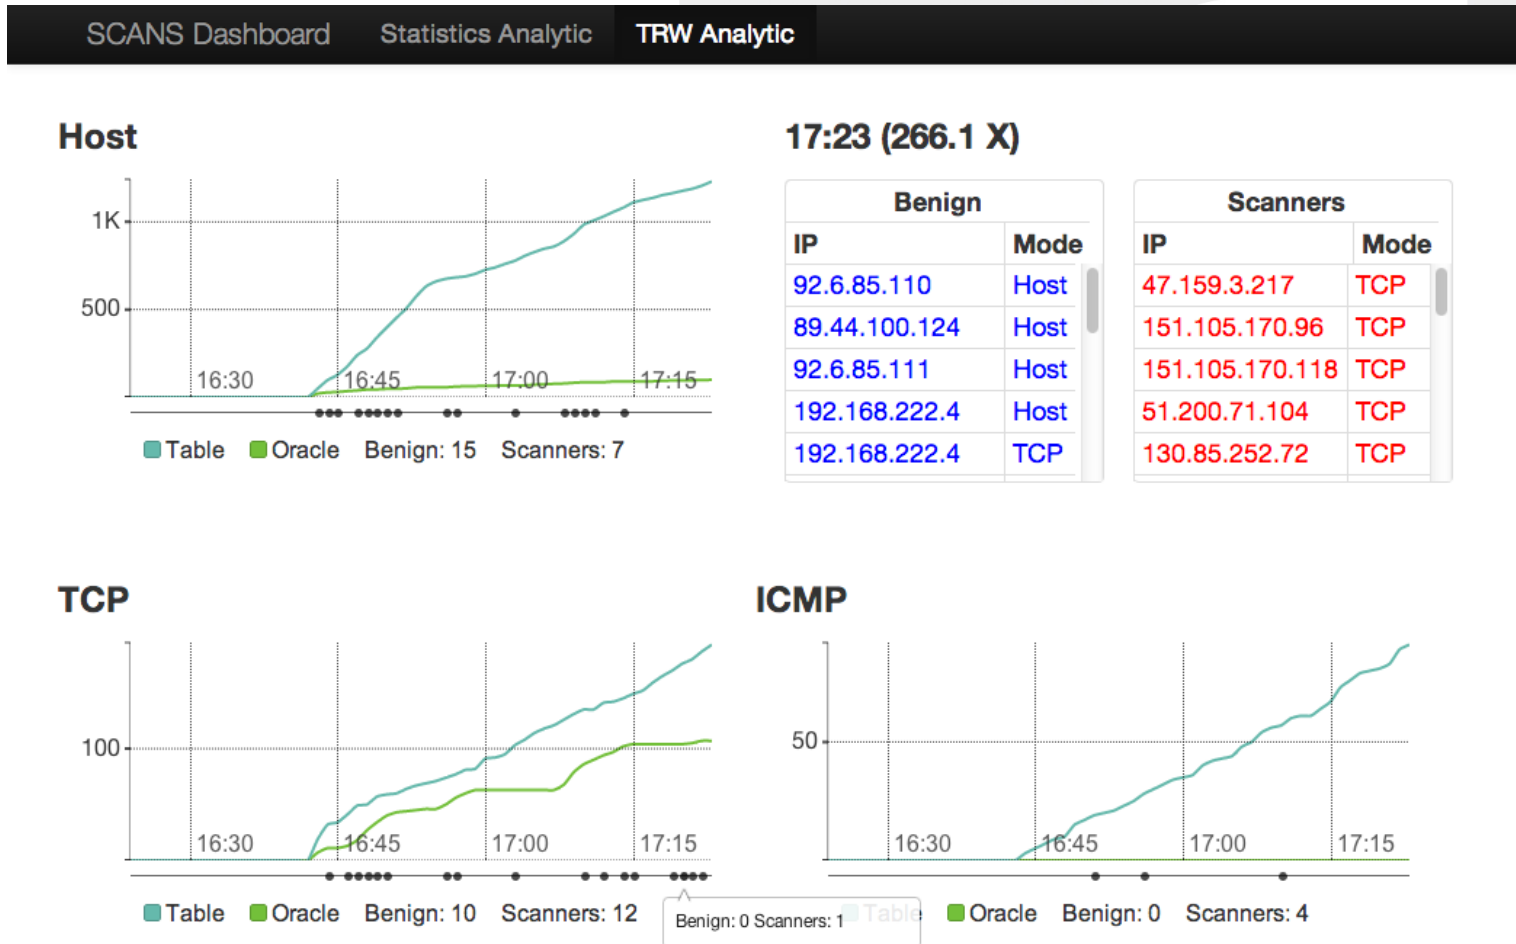 SCANS Dashboard Statistics Analytic TRW Analytic
Host
1K
500
16:30 16:45 17:00 17:15
Table Oracle Benign: 15 Scanners: 7
17:23 (266.1 X)
Benign
IP Mode
92.6.85.110 Host
89.44.100.124 Host
92.6.85.111 Host
192.168.222.4 Host
192.168.222.4 TCP
Scanners
IP Mode
47.159.3.217 TCP
151.105.170.96 TCP
151.105.170.118 TCP
51.200.71.104 TCP
130.85.252.72 TCP
TCP
100
16:30 16:45 17:00 17:15
Table Oracle Benign: 10 Scanners: 12
Benign: 0 Scanners: 1
ICMP
50
16:30 16:45 17:00 17:15
Table Oracle Benign: 0 Scanners: 4